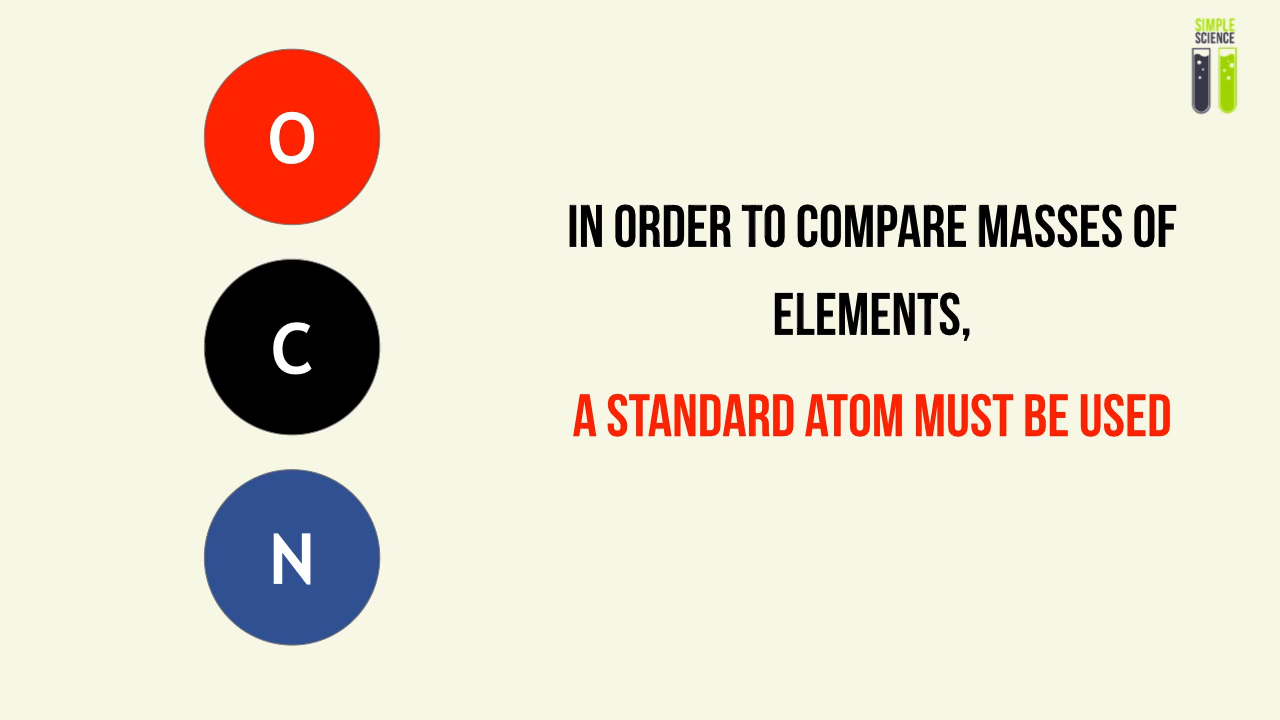 SIMPLE
SCIENCE
O
C
N
IN ORDER TO COMPARE MASSES OF
ELEMENTS,
A STANDARD ATOM MUST BE USED